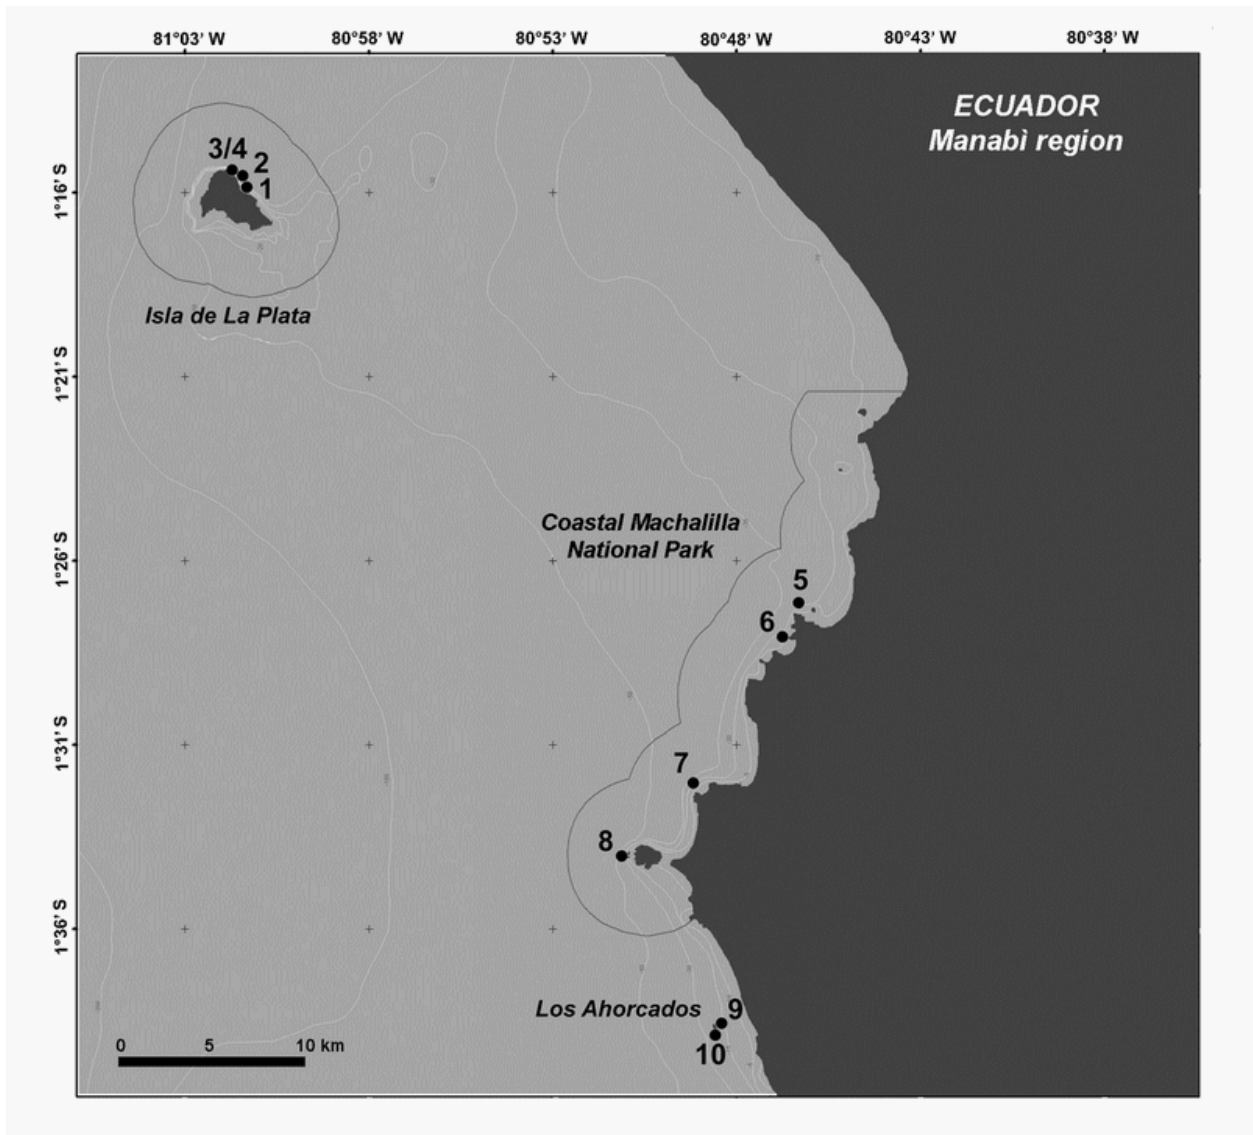 81°03' W 80°58' W 80°53' W 80°48' W 80°43' W 80°38' W
ECUADOR
Manabì region
3/4
2
1
1°16' S
Isla de La Plata
1°21' S
Coastal Machalilla
National Park
1°26' S
5
6
1°31' S
7
8
1°36' S
Los Ahorcados
9
10
0 5 10 km